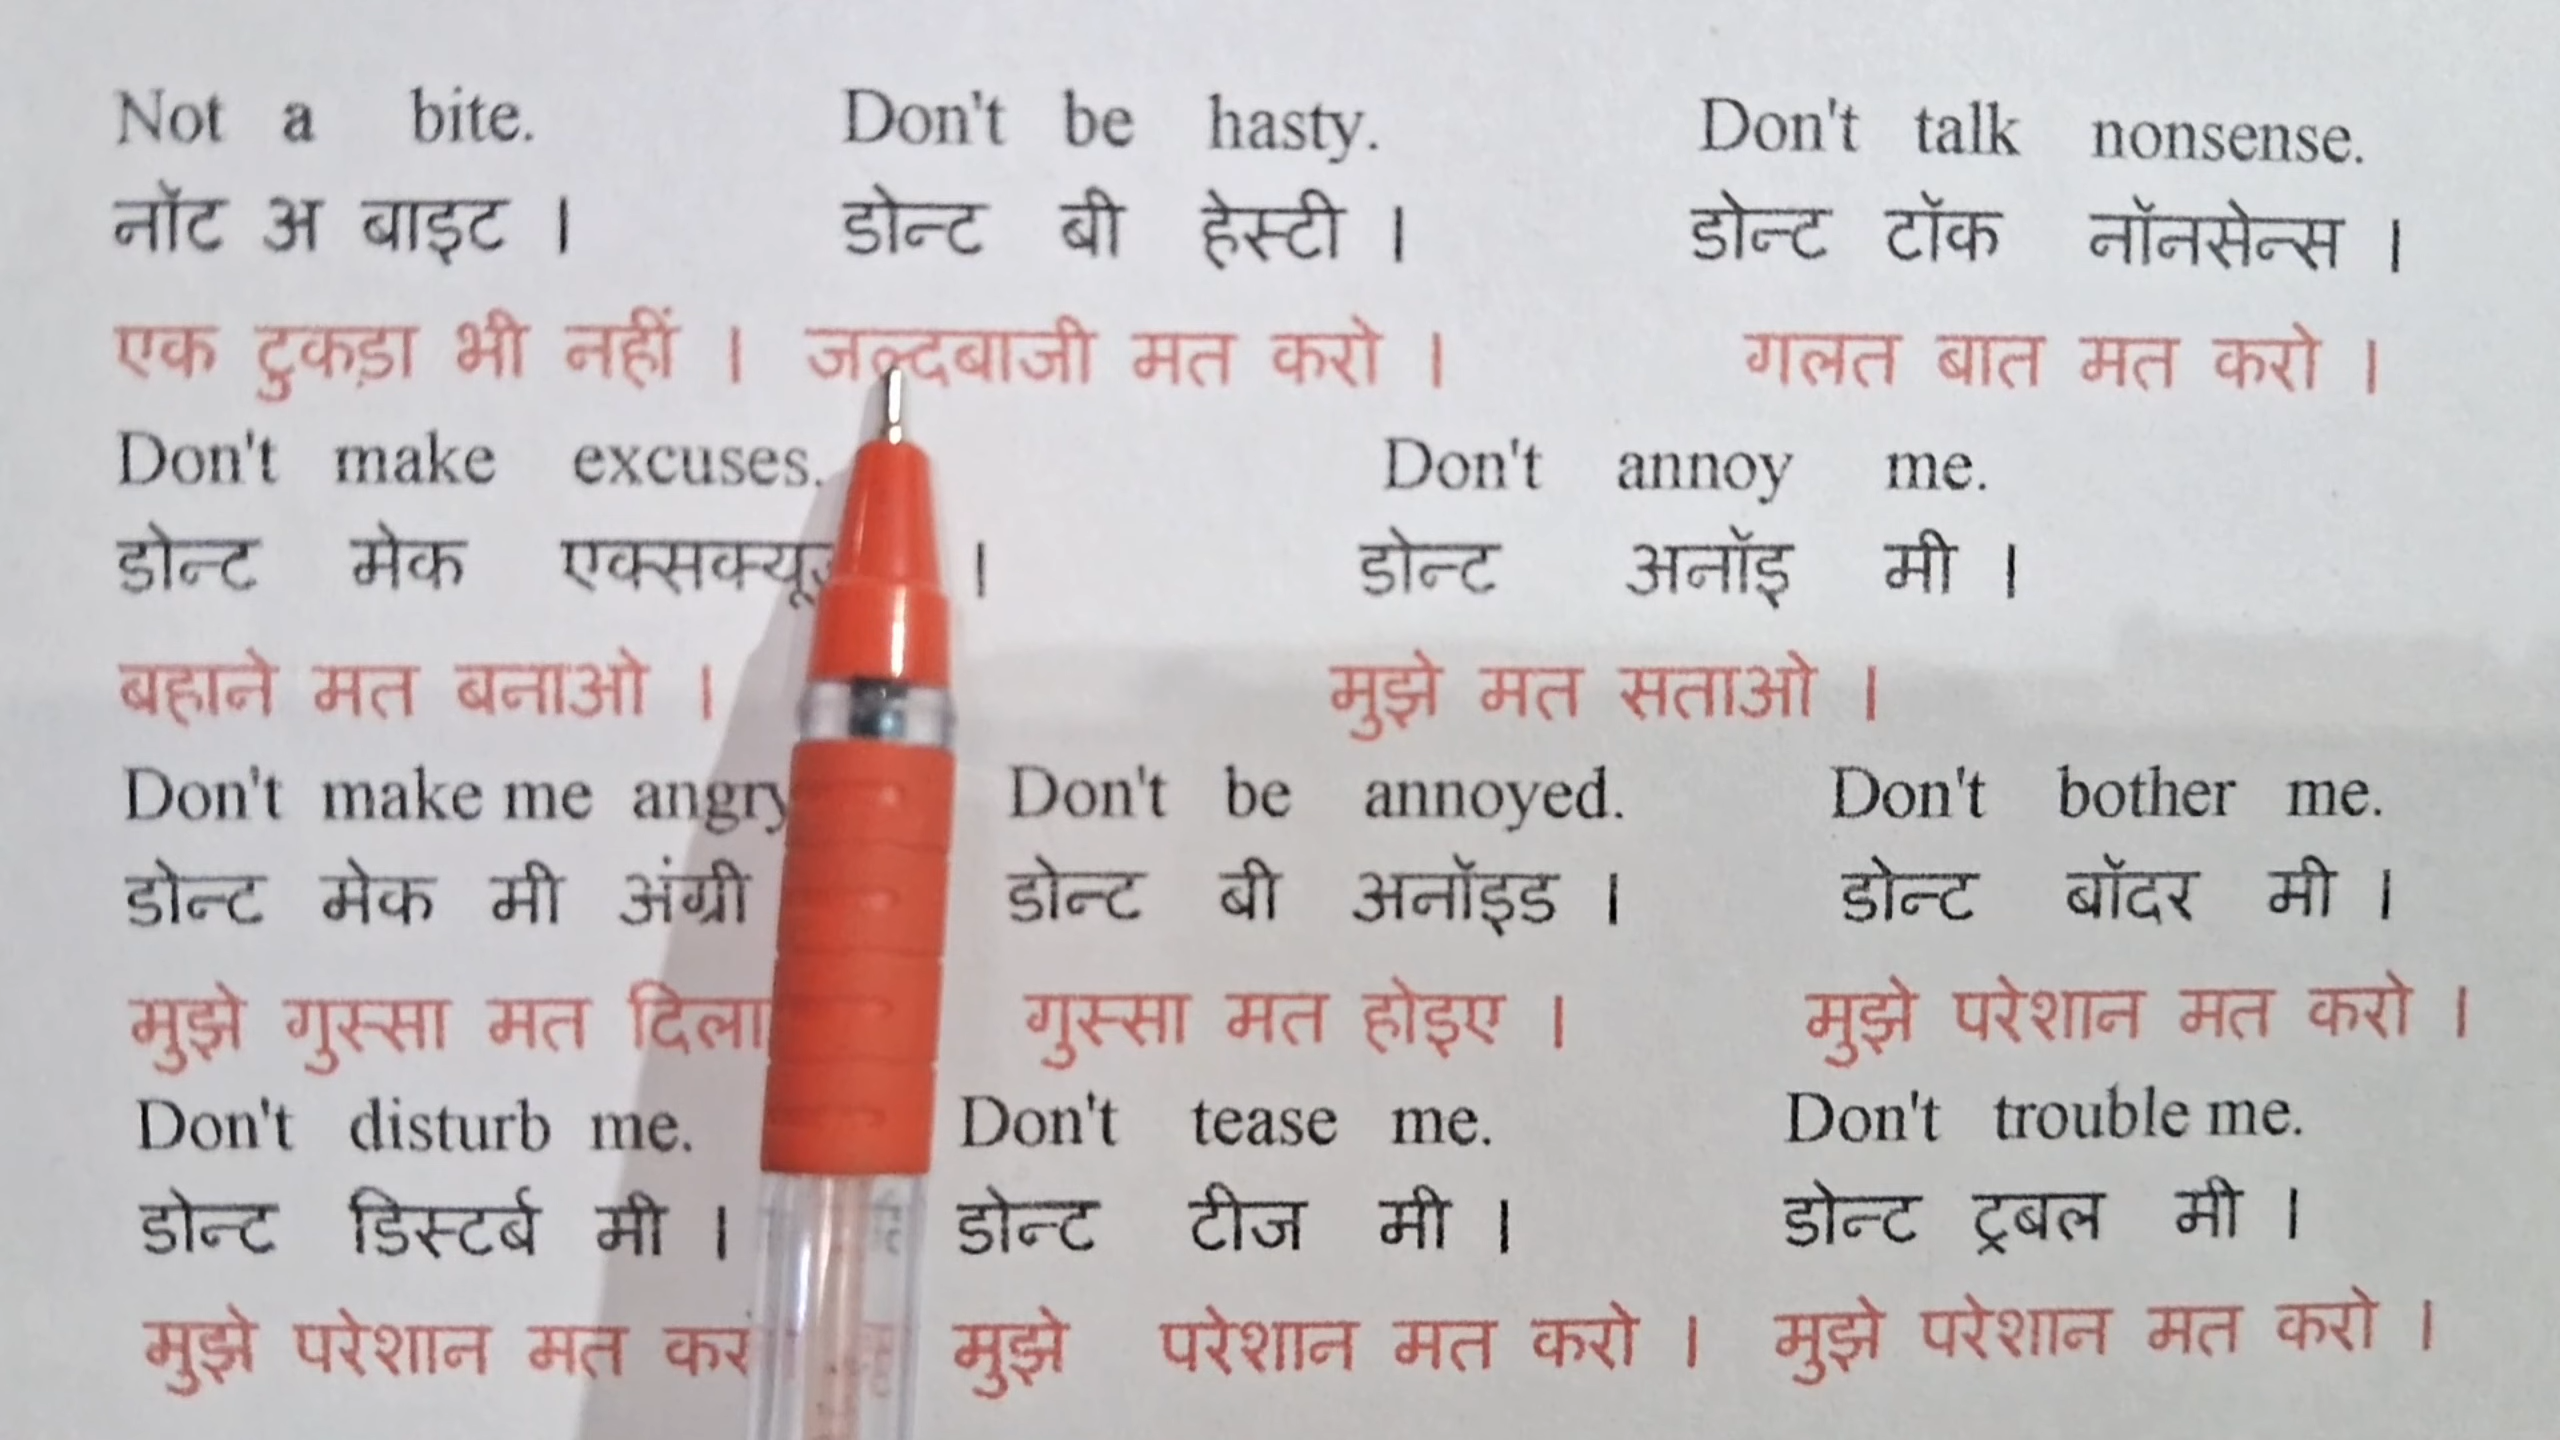 Not a bite. Don't be hasty. Don't talk nonsense.
नॉट अ बाइट । डोन्ट बी हेस्टी । डोन्ट टॉक नॉनसेन्स ।
एक टुकड़ा भी नहीं । जल्दबाजी मत करो । गलत बात मत करो ।
Don't make excuses. Don't annoy me.
डोन्ट मेक । डोन्ट अनॉइ मी ।
बहाने मत बनाओ । मुझे मत सताओ ।
Don't make me angry Don't be annoyed. Don't bother me.
डोन्ट मेक मी अंग्री डोन्ट बी अनॉइड । डोन्ट बॉदर मी ।
मुझे गुस्सा मत गुस्सा मत होइए । मुझे परेशान मत करो ।
Don't disturb me. Don't tease me. Don't trouble me.
डोन्ट डिस्टर्ब मी । डोन्ट टीज मी । डोन्ट ट्रबल मी ।
मुझे परेशान मत मुझे परेशान मत करो । मुझे परेशान मत करो ।